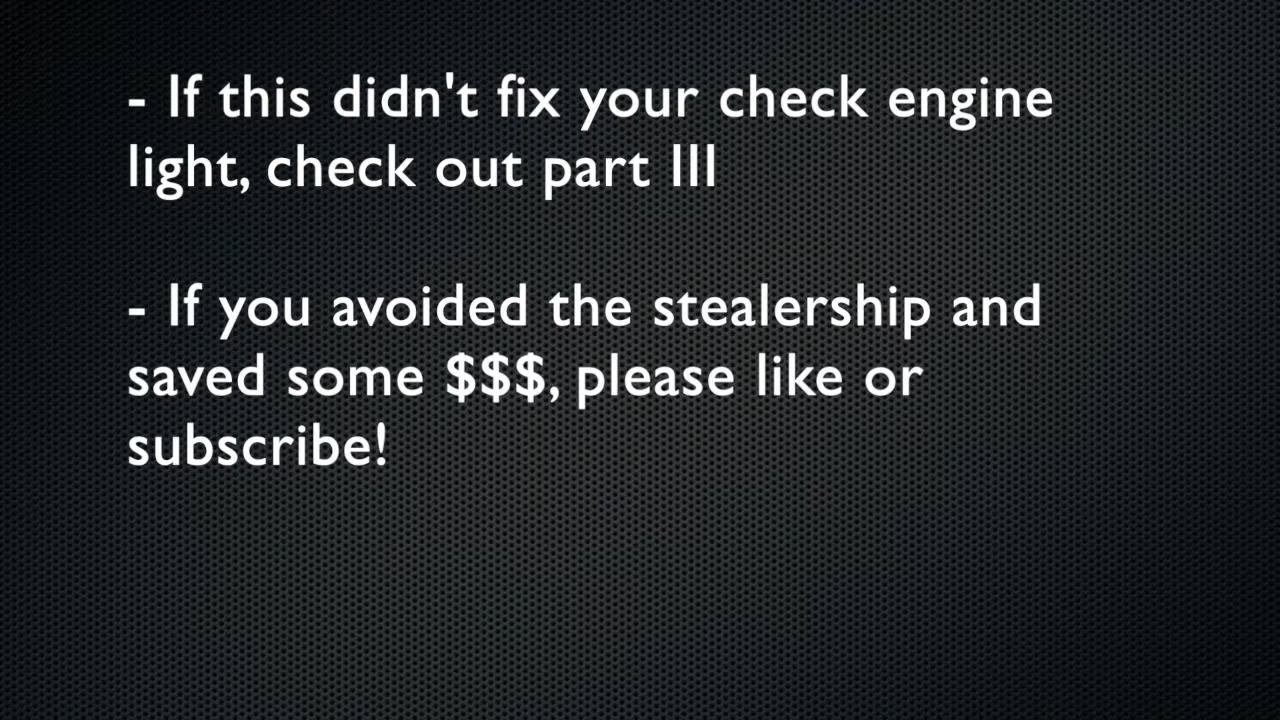 - If this didn't fix your check engine
light, check out part III
- If you avoided the stealership and
saved some $$$, please like or
subscribe!